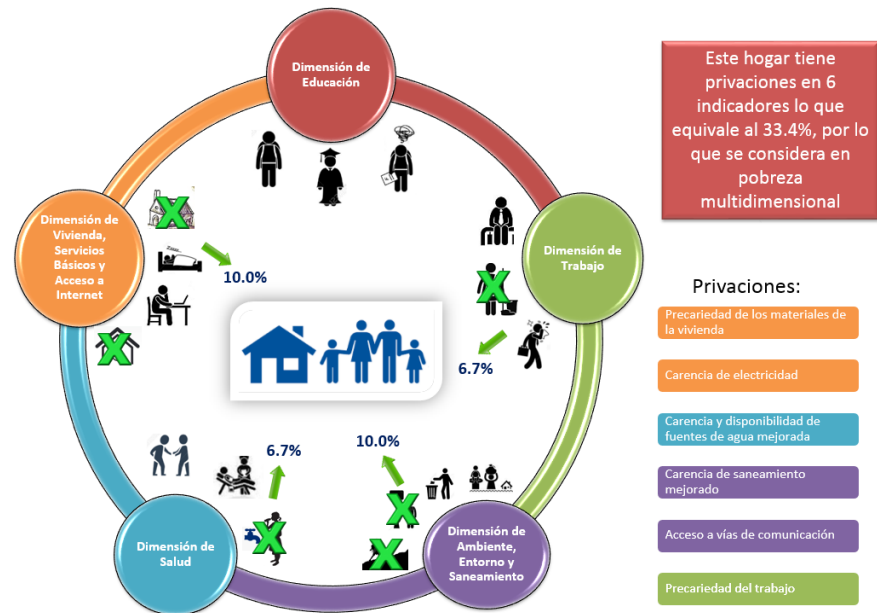 Dimensión de
Educación
Este hogar tiene
privaciones en 6
indicadores lo que
equivale al 33.4%, por lo
que se considera en
pobreza
multidimensional
Dimensión de
Vivienda,
Servicios
Básicos y
Acceso a
Internet
10.0%
Dimensión de
Trabajo
6.7%
6.7%
10.0%
Dimensión de
Salud
Dimensión de
Ambiente,
Entorno y
Saneamiento
Privaciones:
Precariedad de los materiales de
la vivienda
Carencia de electricidad
Carencia y disponibilidad de
fuentes de agua mejorada
Carencia de saneamiento
mejorado
Acceso a vías de comunicación
Precariedad del trabajo